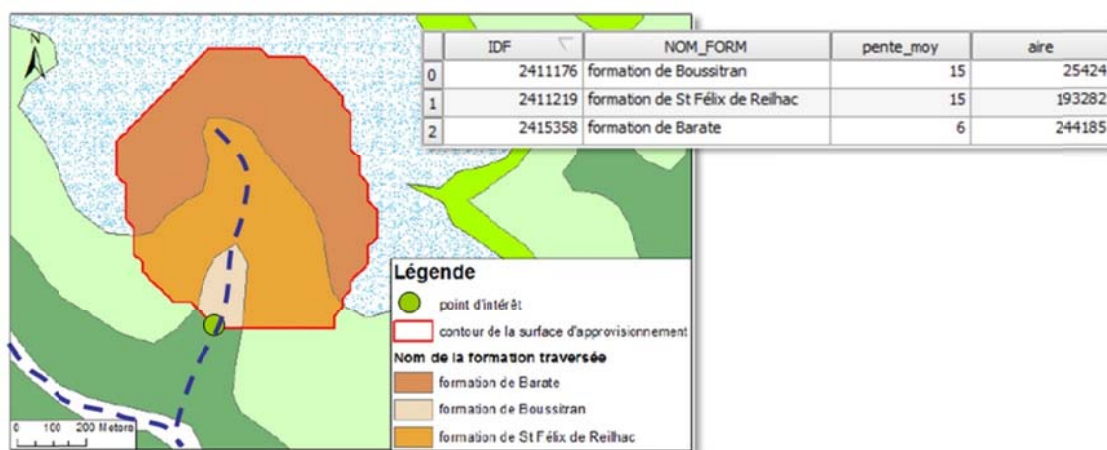 N
IDF NOM_FORM pente_moy aire
0 2411176 formation de Boussitran 15 25424
1 2411219 formation de St Félix de Reilhac 15 193282
2 2415358 formation de Barate 6 244185
Légende
point d'intérêt
contour de la surface d'approvisionnement
Nom de la formation traversée
formation de Barate
formation de Boussitran
formation de St Félix de Reilhac
0 100 200 Meters